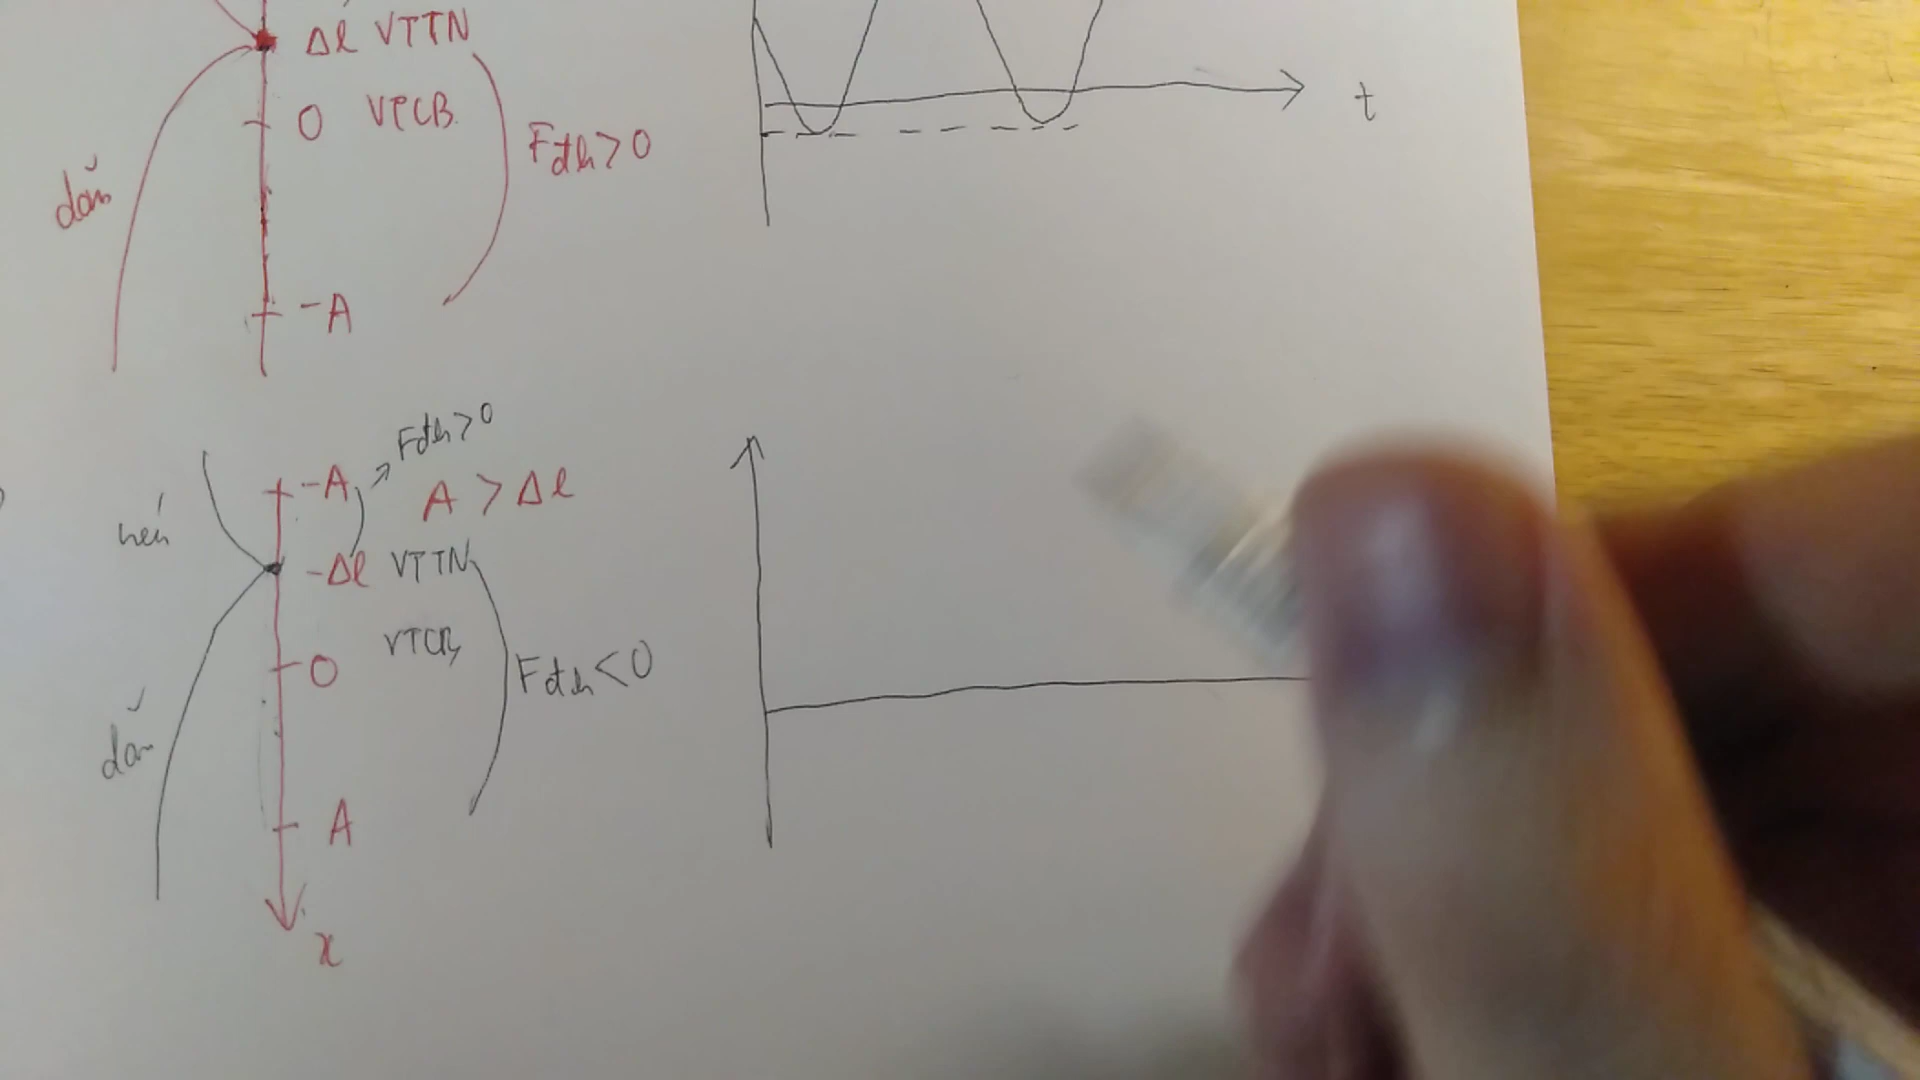 Δl VTTN
O VTCB
Fđh>0
t
dãn
-A
Fđh>0
-A
A > Δl
nén
-Δl VTTN
VTCB
O
Fđh<0
dãn
A
x